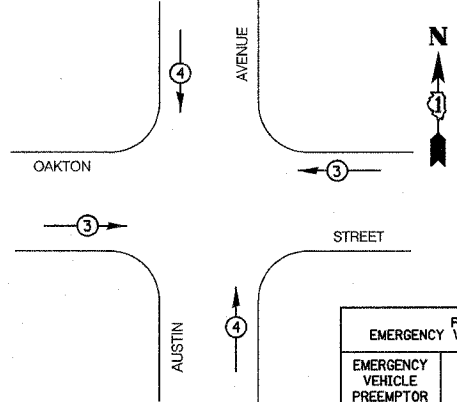 AVENUE
N
4
1
OAKTON
3
3
STREET
4
AUSTIN
EMERGENCY
EMERGENCY
VEHICLE
PREEMPTOR